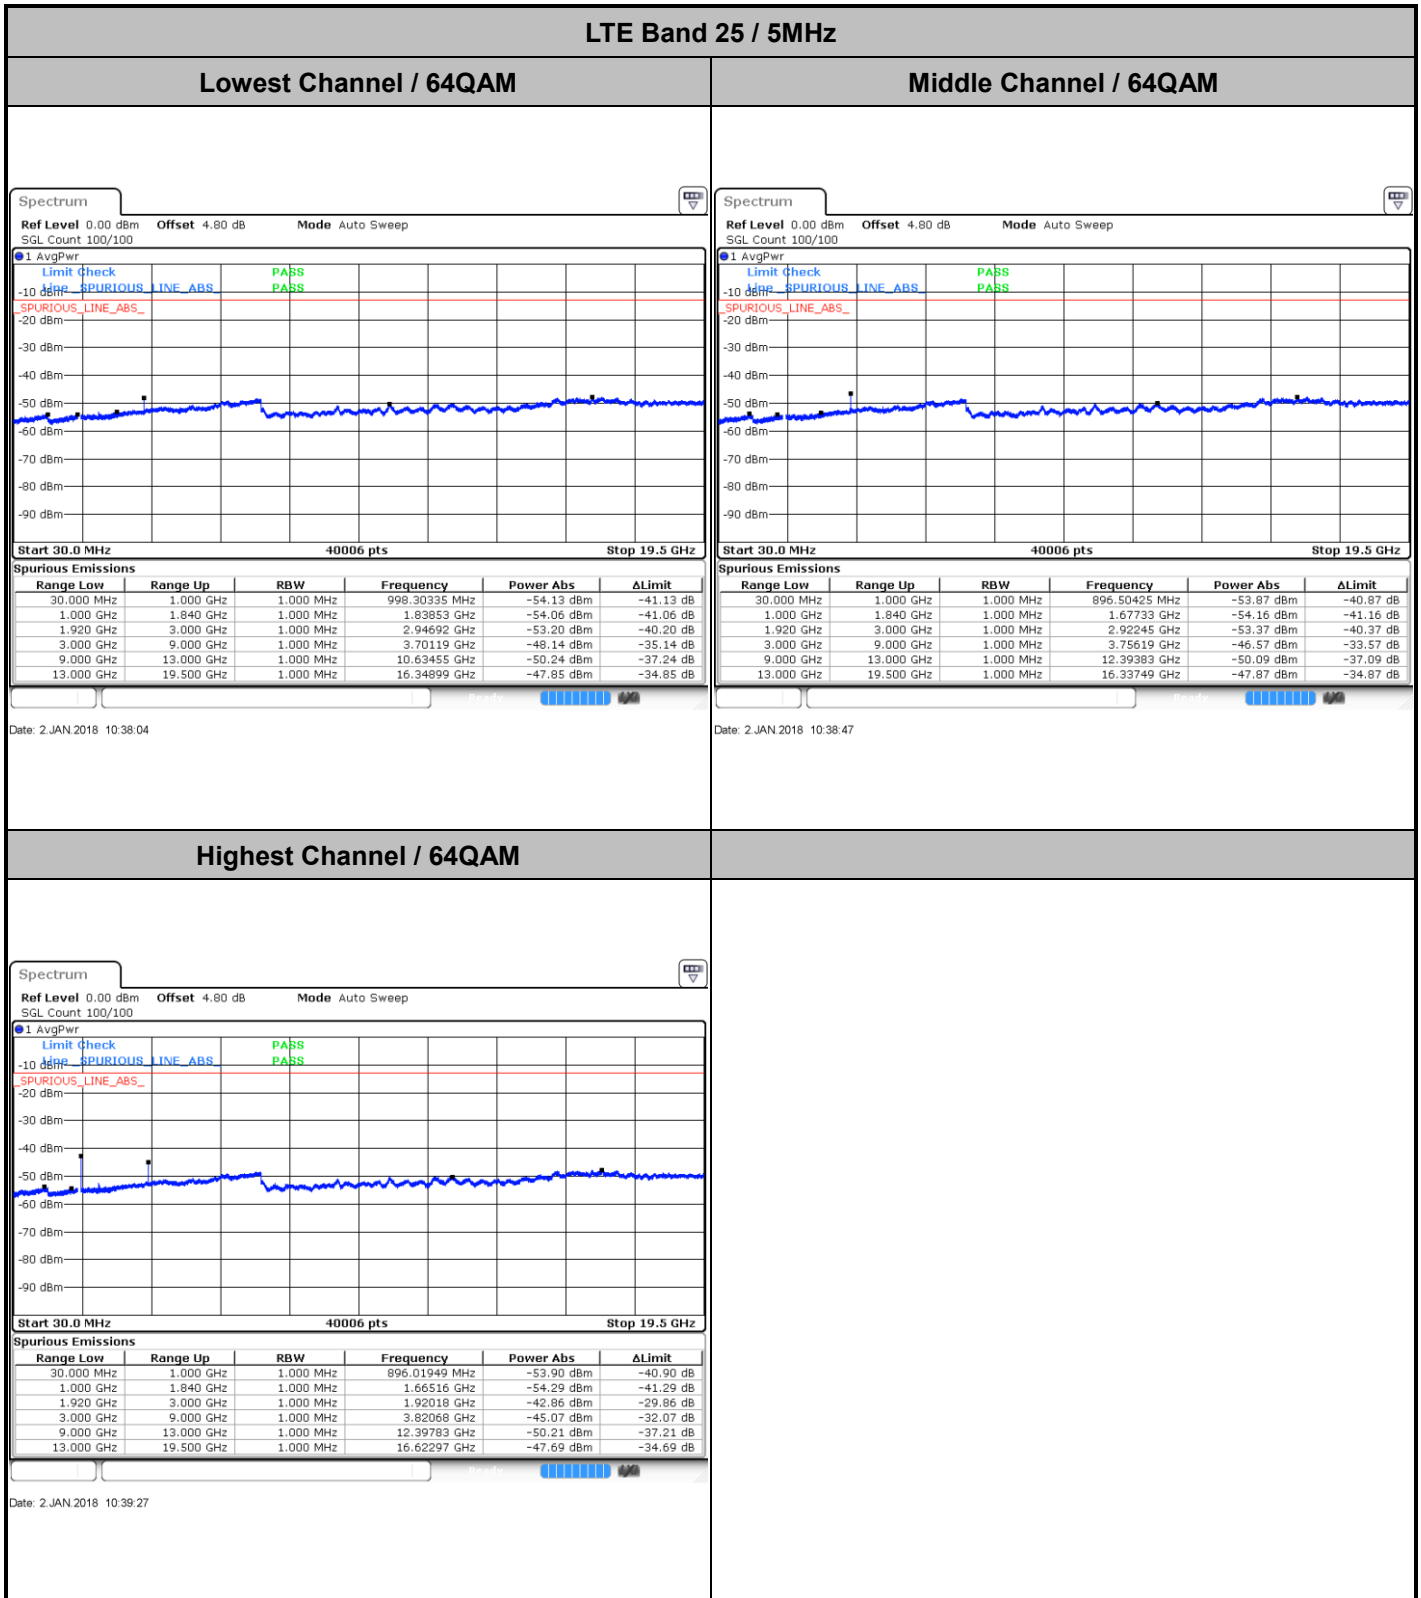 LTE Band 25 / 5MHz
Lowest Channel / 64QAM
Middle Channel / 64QAM
Spectrum
Ref Level 0.00 dBm Offset 4.80 dB Mode Auto Sweep
SGL Count 100/100
1 AvgPwr
Limit Check PASS
Line _SPURIOUS_LINE_ABS_ PASS
_SPURIOUS_LINE_ABS_
-10 dBm
-20 dBm
-30 dBm
-40 dBm
-50 dBm
-60 dBm
-70 dBm
-80 dBm
-90 dBm
Start 30.0 MHz 40006 pts Stop 19.5 GHz
Spurious Emissions
Range Low Range Up RBW Frequency Power Abs ΔLimit
30.000 MHz 1.000 GHz 1.000 MHz 998.30335 MHz -54.13 dBm -41.13 dB
1.000 GHz 1.840 GHz 1.000 MHz 1.83853 GHz -54.06 dBm -41.06 dB
1.920 GHz 3.000 GHz 1.000 MHz 2.94692 GHz -53.20 dBm -40.20 dB
3.000 GHz 9.000 GHz 1.000 MHz 3.70119 GHz -48.14 dBm -35.14 dB
9.000 GHz 13.000 GHz 1.000 MHz 10.63455 GHz -50.24 dBm -37.24 dB
13.000 GHz 19.500 GHz 1.000 MHz 16.34899 GHz -47.85 dBm -34.85 dB
Date: 2.JAN.2018 10:38:04
Spectrum
Ref Level 0.00 dBm Offset 4.80 dB Mode Auto Sweep
SGL Count 100/100
1 AvgPwr
Limit Check PASS
Line _SPURIOUS_LINE_ABS_ PASS
_SPURIOUS_LINE_ABS_
-10 dBm
-20 dBm
-30 dBm
-40 dBm
-50 dBm
-60 dBm
-70 dBm
-80 dBm
-90 dBm
Start 30.0 MHz 40006 pts Stop 19.5 GHz
Spurious Emissions
Range Low Range Up RBW Frequency Power Abs ΔLimit
30.000 MHz 1.000 GHz 1.000 MHz 896.50425 MHz -53.87 dBm -40.87 dB
1.000 GHz 1.840 GHz 1.000 MHz 1.67733 GHz -54.16 dBm -41.16 dB
1.920 GHz 3.000 GHz 1.000 MHz 2.92245 GHz -53.37 dBm -40.37 dB
3.000 GHz 9.000 GHz 1.000 MHz 3.75619 GHz -46.57 dBm -33.57 dB
9.000 GHz 13.000 GHz 1.000 MHz 12.39383 GHz -50.09 dBm -37.09 dB
13.000 GHz 19.500 GHz 1.000 MHz 16.33749 GHz -47.87 dBm -34.87 dB
Date: 2.JAN.2018 10:38:47
Highest Channel / 64QAM
Spectrum
Ref Level 0.00 dBm Offset 4.80 dB Mode Auto Sweep
SGL Count 100/100
1 AvgPwr
Limit Check PASS
Line _SPURIOUS_LINE_ABS_ PASS
_SPURIOUS_LINE_ABS_
-10 dBm
-20 dBm
-30 dBm
-40 dBm
-50 dBm
-60 dBm
-70 dBm
-80 dBm
-90 dBm
Start 30.0 MHz 40006 pts Stop 19.5 GHz
Spurious Emissions
Range Low Range Up RBW Frequency Power Abs ΔLimit
30.000 MHz 1.000 GHz 1.000 MHz 896.01949 MHz -53.90 dBm -40.90 dB
1.000 GHz 1.840 GHz 1.000 MHz 1.66516 GHz -54.29 dBm -41.29 dB
1.920 GHz 3.000 GHz 1.000 MHz 1.92018 GHz -42.86 dBm -29.86 dB
3.000 GHz 9.000 GHz 1.000 MHz 3.82068 GHz -45.07 dBm -32.07 dB
9.000 GHz 13.000 GHz 1.000 MHz 12.39783 GHz -50.21 dBm -37.21 dB
13.000 GHz 19.500 GHz 1.000 MHz 16.62297 GHz -47.69 dBm -34.69 dB
Date: 2.JAN.2018 10:39:27